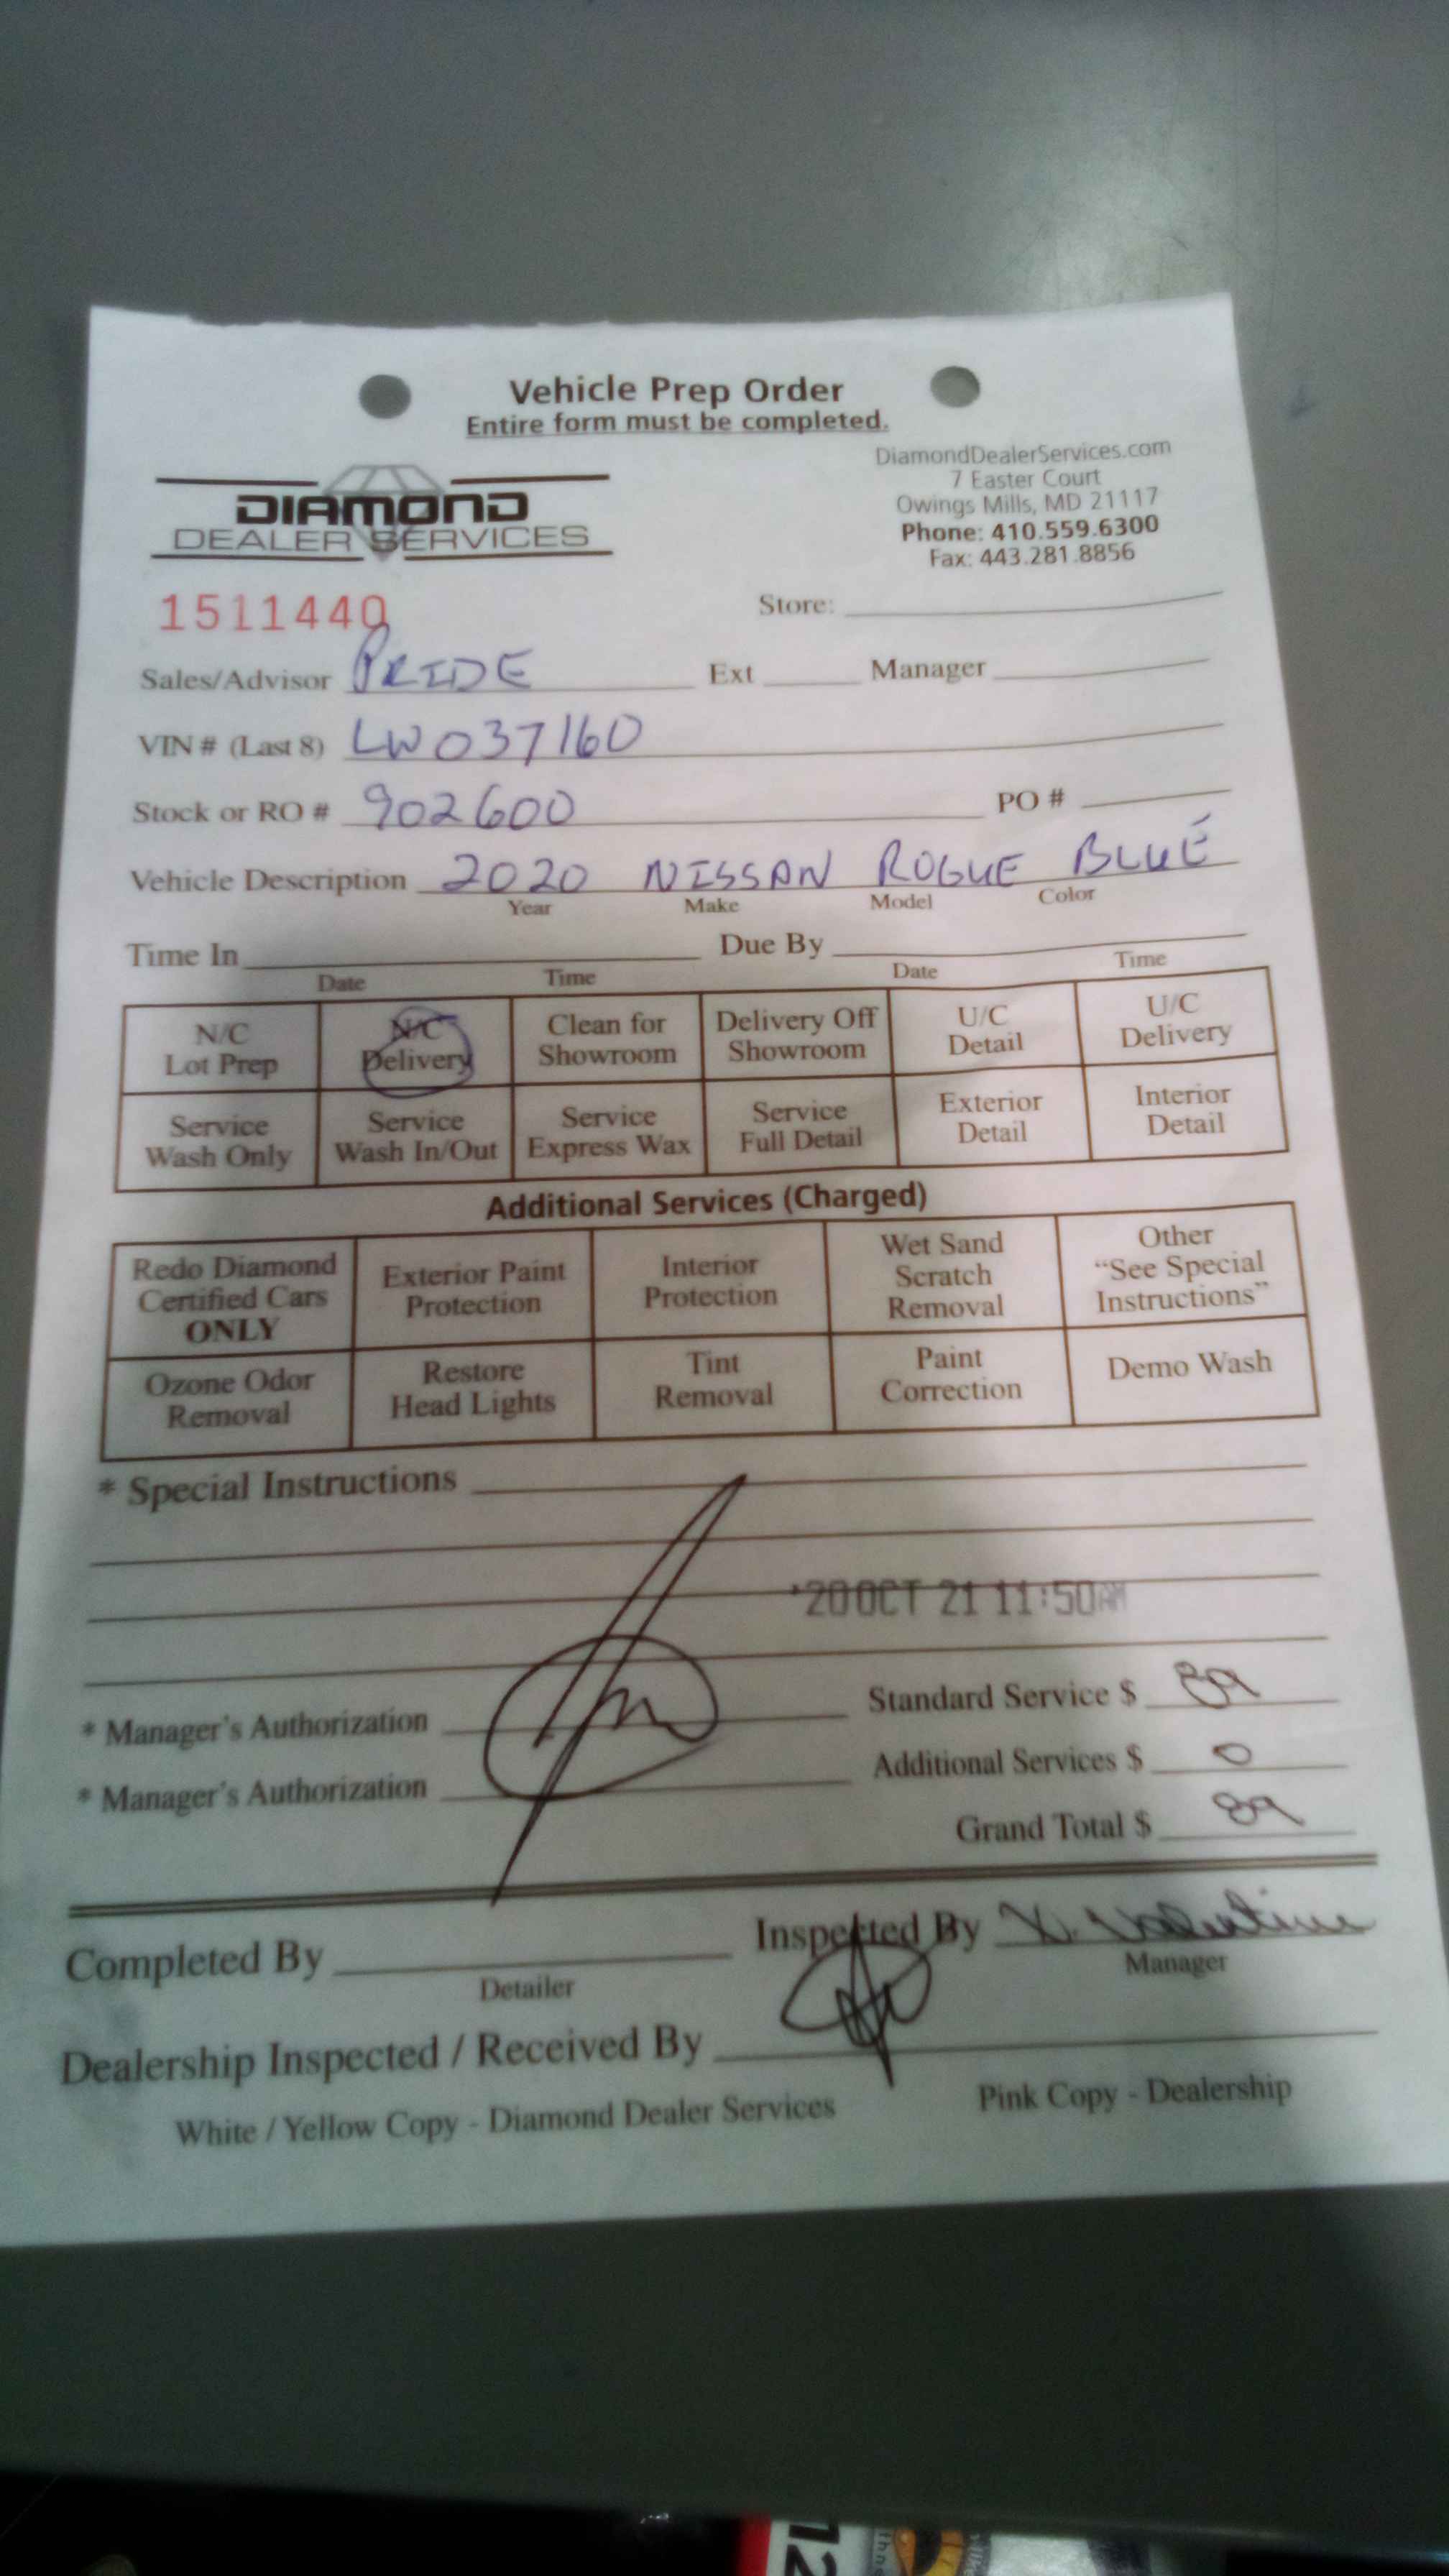 Vehicle Prep Order
Entire form must be completed.
DiamondDealerServices.com
7 Easter Court
Owings Mills, MD 21117
Phone: 410.559.6300
Fax: 443.281.8856
DIAMOND
DEALER SERVICES
1511440
Store:
Sales/Advisor PRIDE Ext Manager
VIN # (Last 8) LW037160
Stock or RO # 902600 PO #
Vehicle Description 2020 NISSAN ROGUE BLUE
Year Make Model Color
Time In Due By
Date Time Date Time
N/C Lot Prep
N/C Delivery
Clean for Showroom
Delivery Off Showroom
U/C Detail
U/C Delivery
Service Wash Only
Service Wash In/Out
Service Express Wax
Service Full Detail
Exterior Detail
Interior Detail
Additional Services (Charged)
Redo Diamond Certified Cars ONLY
Exterior Paint Protection
Interior Protection
Wet Sand Scratch Removal
Other "See Special Instructions"
Ozone Odor Removal
Restore Head Lights
Tint Removal
Paint Correction
Demo Wash
* Special Instructions
'20 OCT 21 11:50AM
* Manager's Authorization
Standard Service $ 89
* Manager's Authorization
Additional Services $ 0
Grand Total $ 89
Completed By
Detailer
Inspected By X. Valentine
Manager
Dealership Inspected / Received By
White / Yellow Copy - Diamond Dealer Services
Pink Copy - Dealership
12